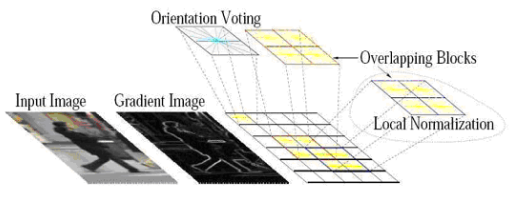 Orientation Voting
Overlapping Blocks
Input Image
Gradient Image
Local Normalization